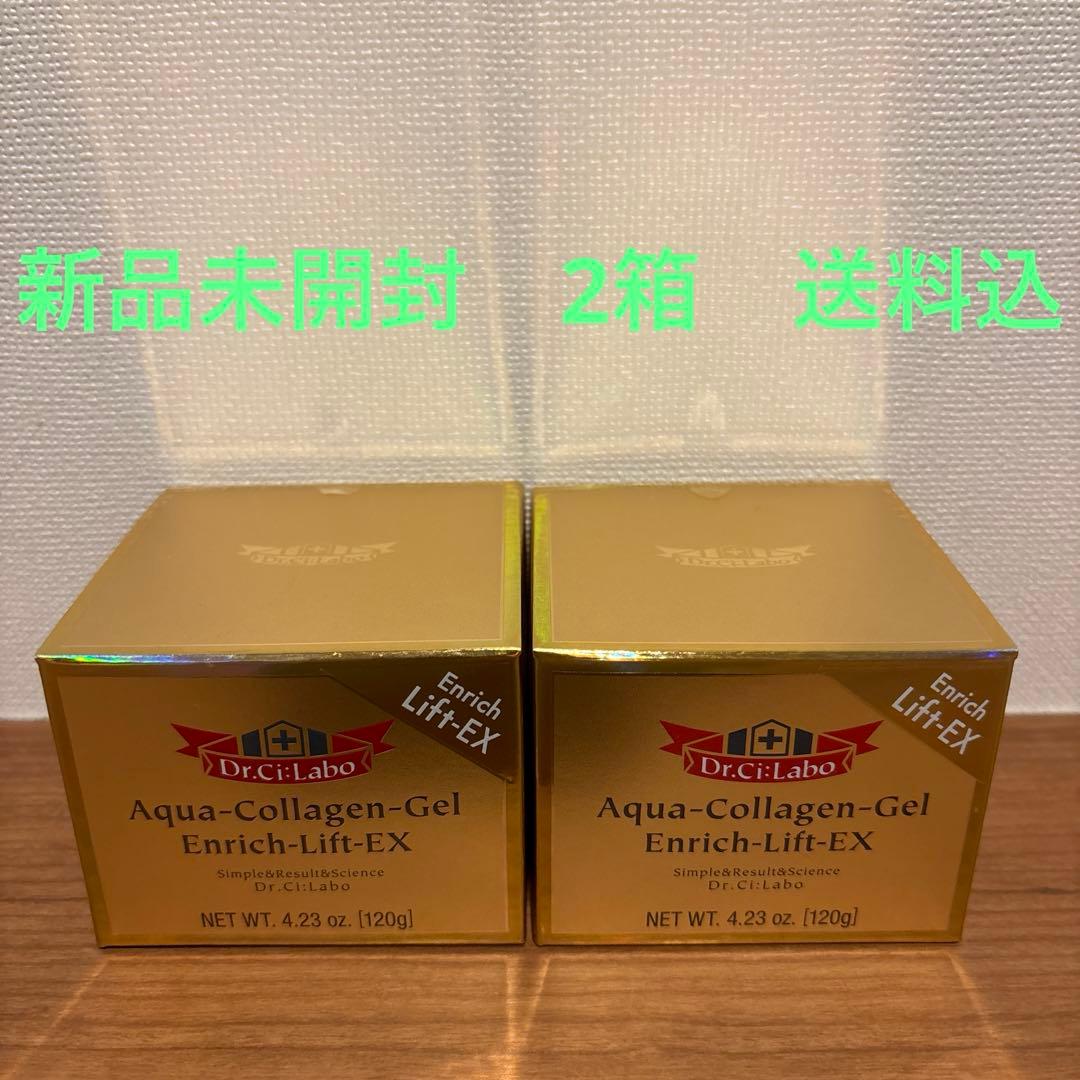 新品未開封　2箱　送料込
Dr.Ci:Labo
Dr.Ci:Labo
Enrich
Lift-EX
Dr.Ci:Labo
Aqua-Collagen-Gel
Enrich-Lift-EX
Simple&Result&Science
Dr.Ci:Labo
NET WT. 4.23 oz. [120g]
Enrich
Lift-EX
Dr.Ci:Labo
Aqua-Collagen-Gel
Enrich-Lift-EX
Simple&Result&Science
Dr.Ci:Labo
NET WT. 4.23 oz. [120g]